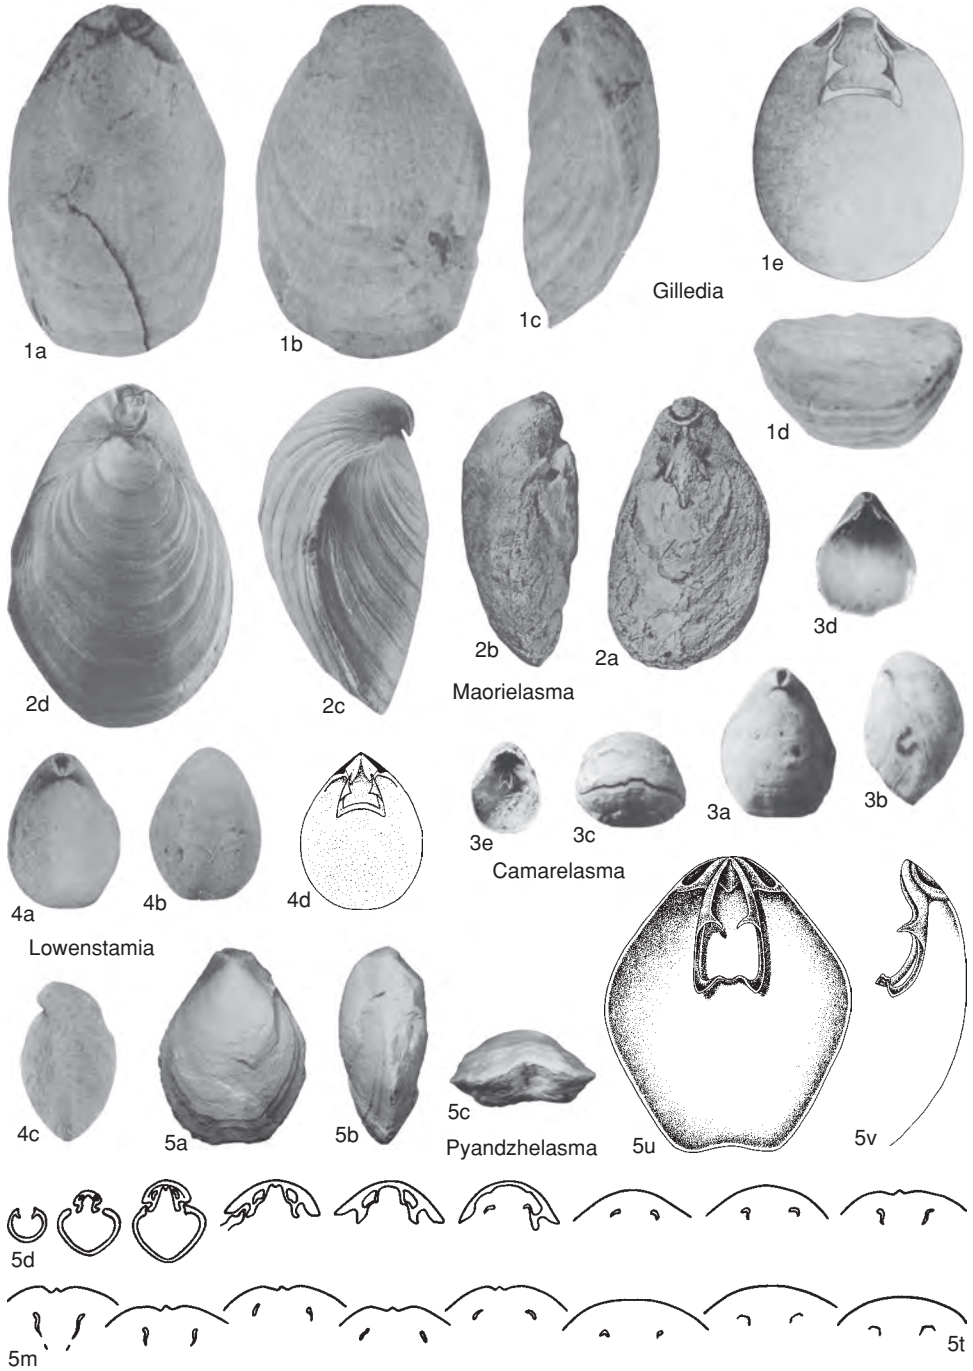 1a
1b
1c
Gilledia
1e
1d
2d
2c
2b
2a
Maorielasma
3d
3e
3c
3a
3b
Camarelasma
4a
4b
4d
Lowenstamia
4c
5a
5b
5c
Pyandzhelasma
5u
5v
5d
5m
5t